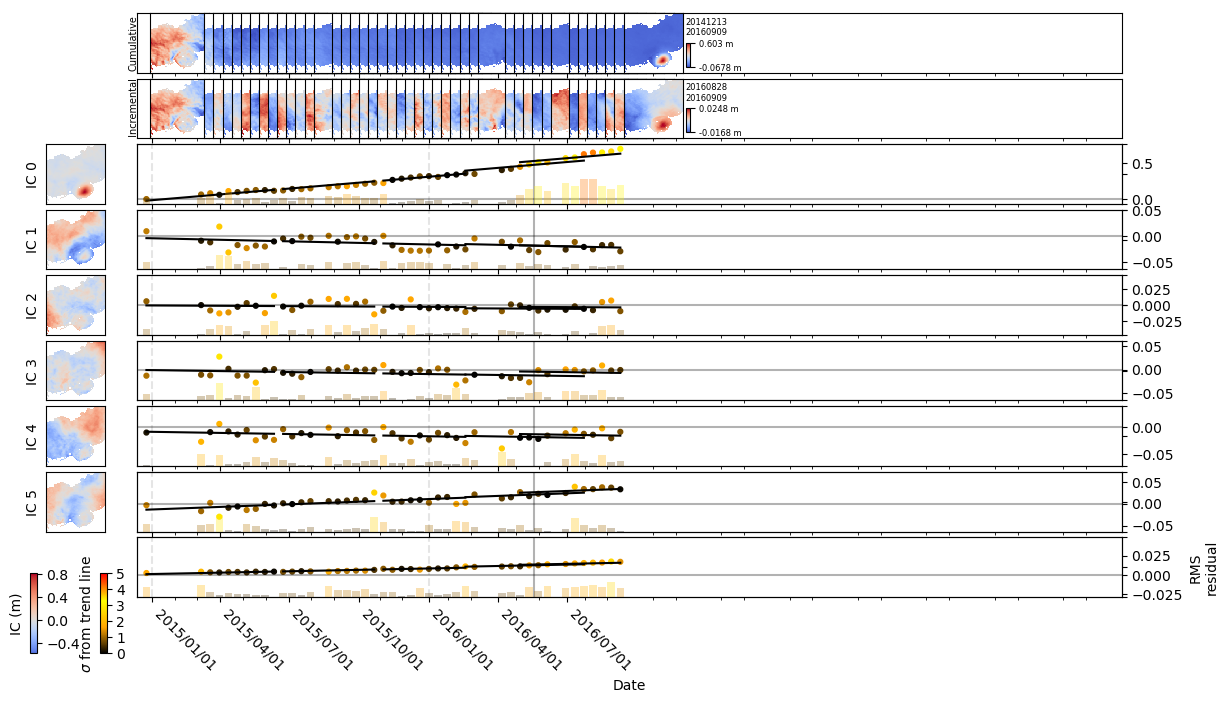 Cumulative
20141213
20160909
0.603 m
-0.0678 m
Incremental
20160828
20160909
0.0248 m
-0.0168 m
IC 0
0.5
0.0
IC 1
0.05
0.00
−0.05
IC 2
0.025
0.000
−0.025
IC 3
0.05
0.00
−0.05
IC 4
0.00
−0.05
IC 5
0.05
0.00
−0.05
0.025
0.000
−0.025
RMS
residual
IC (m)
0.8
0.4
0.0
−0.4
σ from trend line
5
4
3
2
1
0
2015/01/01
2015/04/01
2015/07/01
2015/10/01
2016/01/01
2016/04/01
2016/07/01
Date